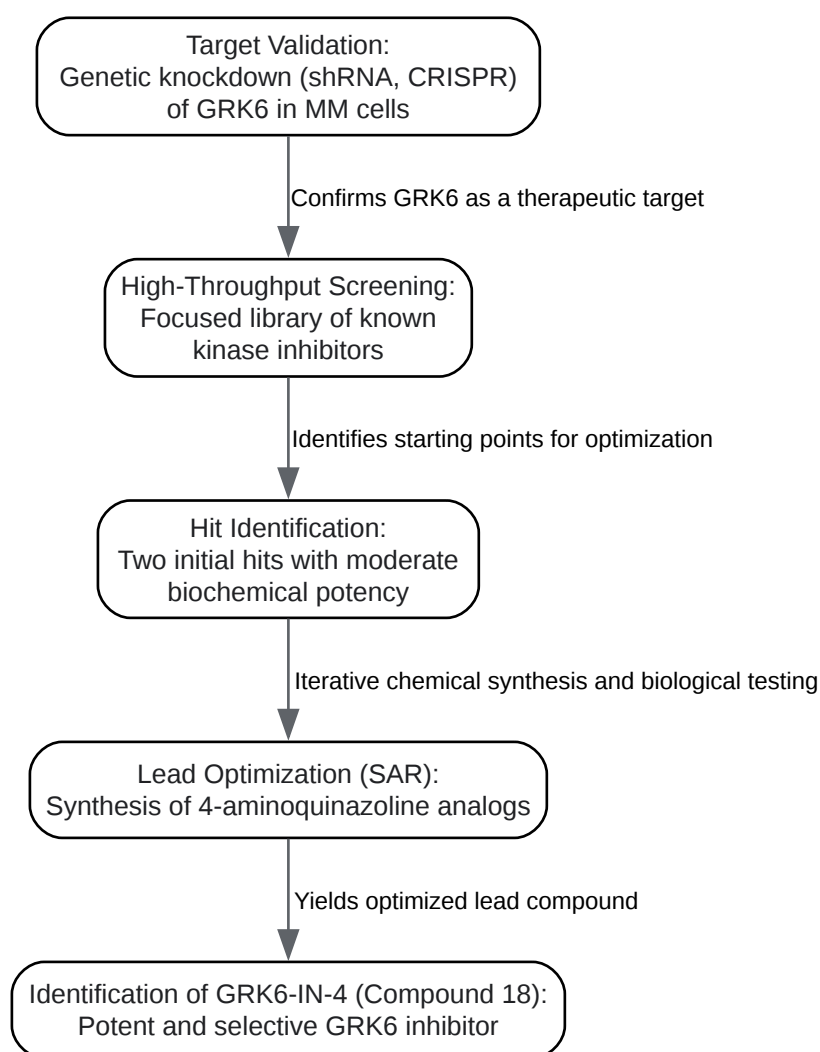 Target Validation:
Genetic knockdown (shRNA, CRISPR)
of GRK6 in MM cells
Confirms GRK6 as a therapeutic target
High-Throughput Screening:
Focused library of known
kinase inhibitors
Identifies starting points for optimization
Hit Identification:
Two initial hits with moderate
biochemical potency
Iterative chemical synthesis and biological testing
Lead Optimization (SAR):
Synthesis of 4-aminoquinazoline analogs
Yields optimized lead compound
Identification of GRK6-IN-4 (Compound 18):
Potent and selective GRK6 inhibitor